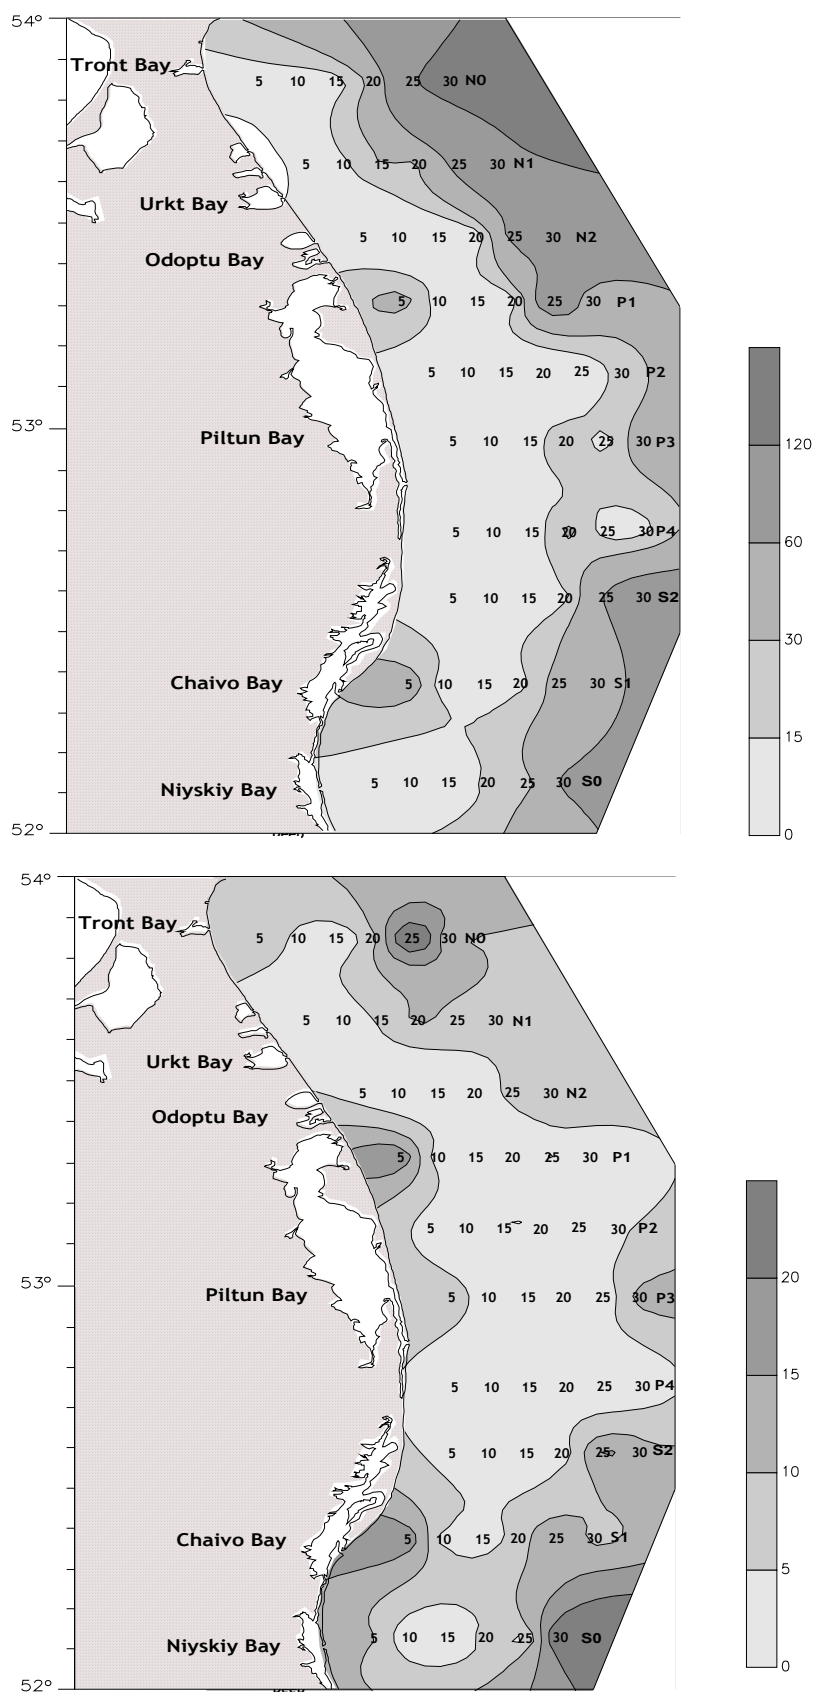 54°
Tront Bay
5 10 15 20 25 30 N0
5 10 15 20 25 30 N1
Urkt Bay
5 10 15 20 25 30 N2
Odoptu Bay
5 10 15 20 25 30 P1
5 10 15 20 25 30 P2
53°
Piltun Bay
5 10 15 20 25 30 P3
120
5 10 15 20 25 30 P4
60
5 10 15 20 25 30 S2
30
Chaivo Bay
5 10 15 20 25 30 S1
15
Niyskiy Bay
5 10 15 20 25 30 S0
52°
0
54°
Tront Bay
5 10 15 20 25 30 N0
5 10 15 20 25 30 N1
Urkt Bay
5 10 15 20 25 30 N2
Odoptu Bay
5 10 15 20 25 30 P1
5 10 15 20 25 30 P2
53°
20
Piltun Bay
5 10 15 20 25 30 P3
15
5 10 15 20 25 30 P4
5 10 15 20 25 30 S2
10
Chaivo Bay
5 10 15 20 25 30 S1
5
Niyskiy Bay
5 10 15 20 25 30 S0
52°
0